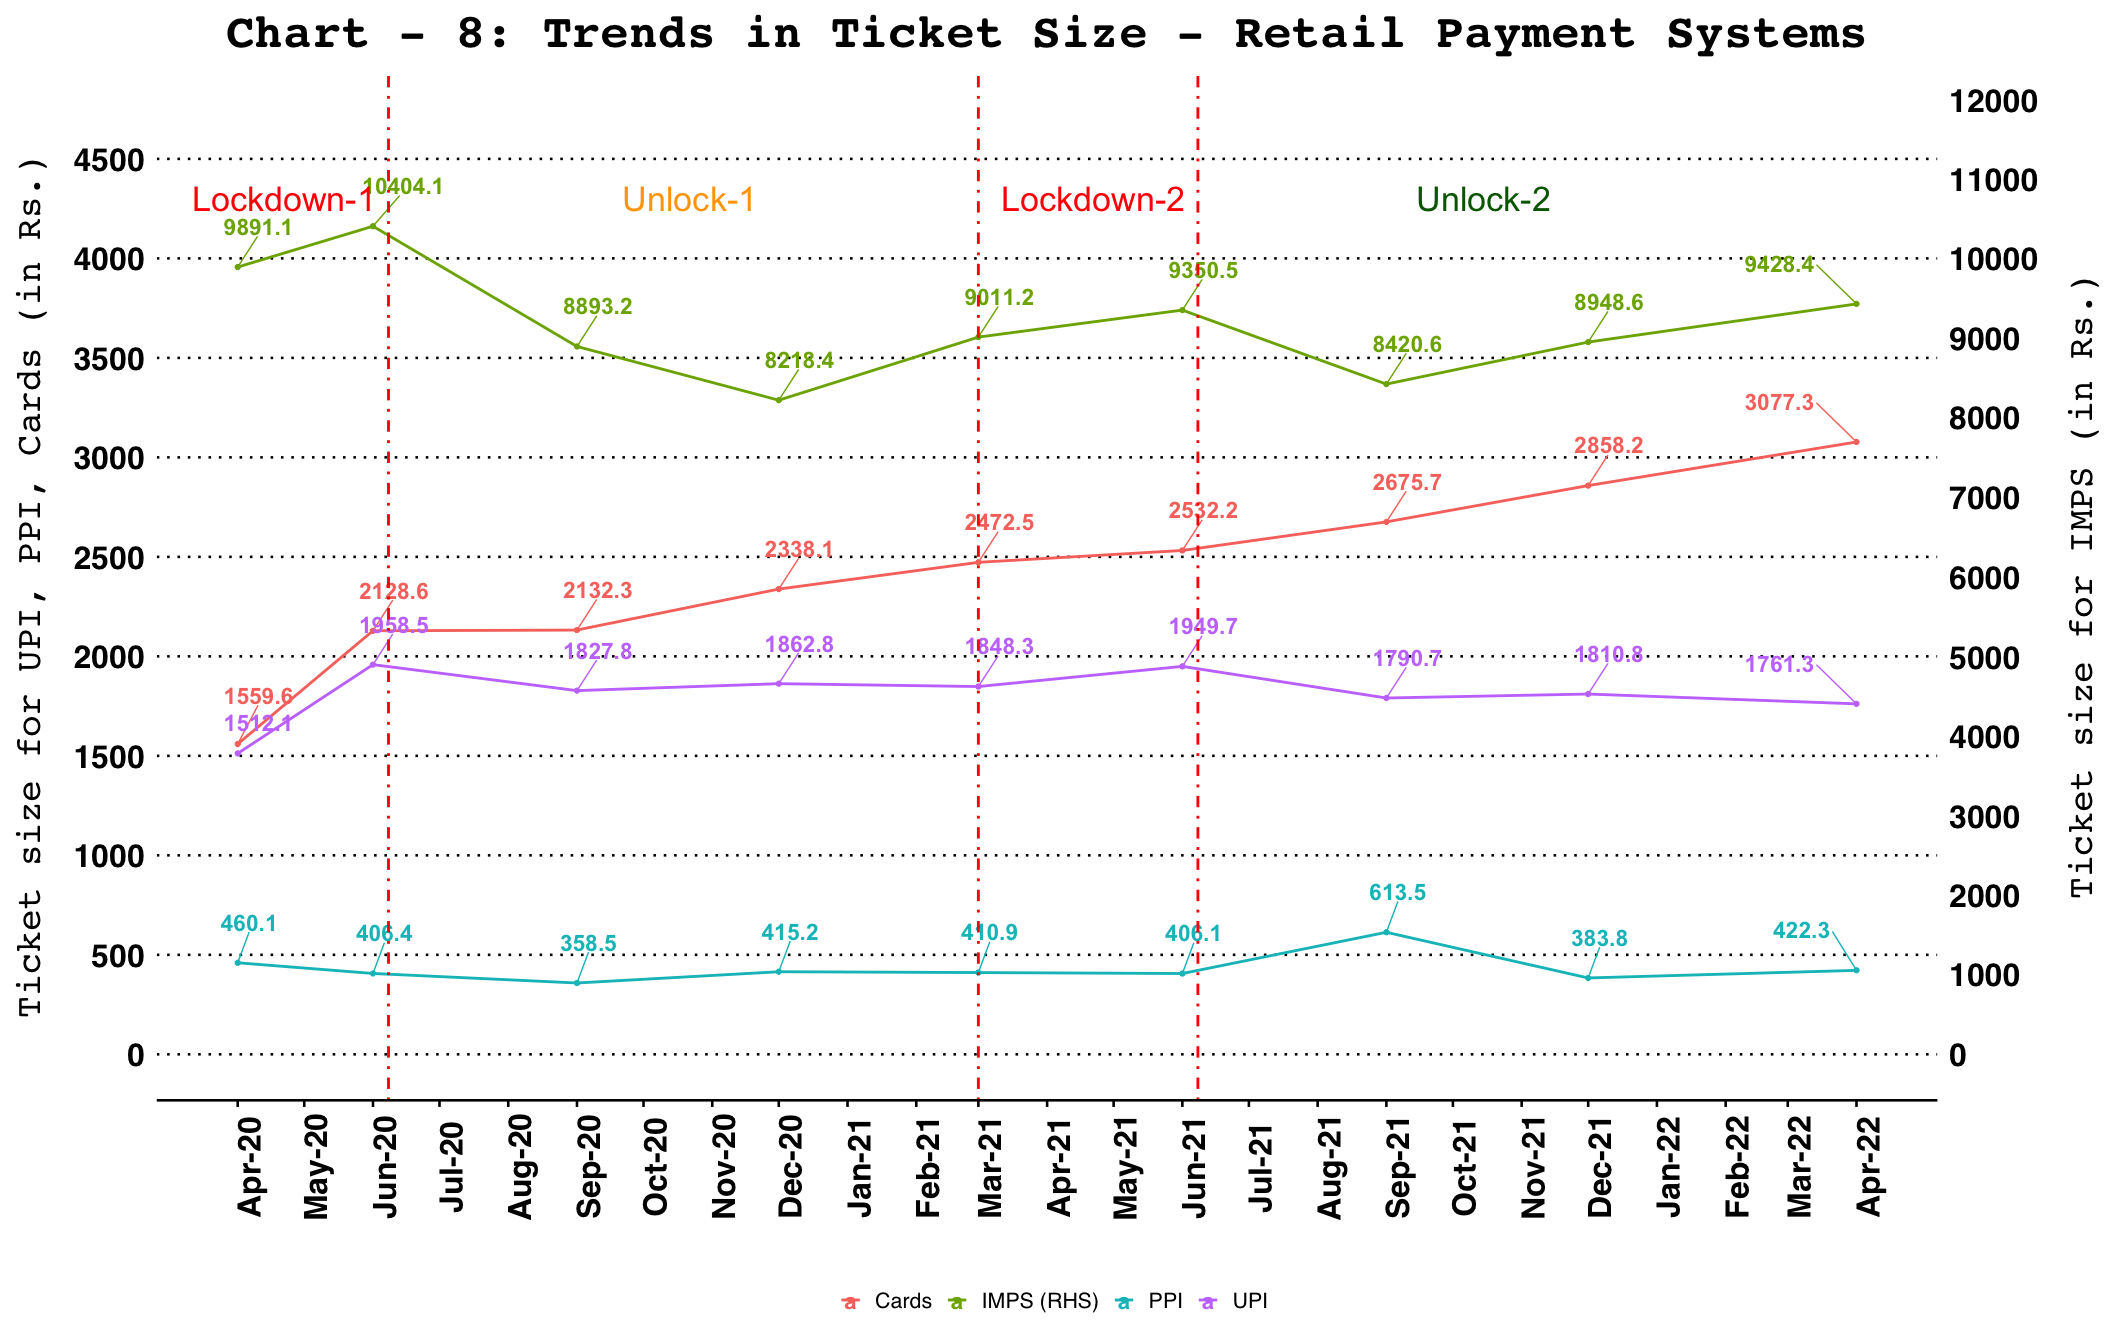 Chart - 8: Trends in Ticket Size - Retail Payment Systems
Ticket size for UPI, PPI, Cards (in Rs.)
4500
4000
3500
3000
2500
2000
1500
1000
500
0
Lockdown-1
Unlock-1
Lockdown-2
Unlock-2
9891.1
10404.1
8893.2
8218.4
9011.2
9350.5
8420.6
8948.6
9428.4
1559.6
2128.6
2132.3
2338.1
2472.5
2532.2
2675.7
2858.2
3077.3
1512.1
1958.5
1827.8
1862.8
1848.3
1949.7
1790.7
1810.8
1761.3
460.1
406.4
358.5
415.2
410.9
406.1
613.5
383.8
422.3
12000
11000
10000
9000
8000
7000
6000
5000
4000
3000
2000
1000
0
Ticket size for IMPS (in Rs.)
Apr-20
May-20
Jun-20
Jul-20
Aug-20
Sep-20
Oct-20
Nov-20
Dec-20
Jan-21
Feb-21
Mar-21
Apr-21
May-21
Jun-21
Jul-21
Aug-21
Sep-21
Oct-21
Nov-21
Dec-21
Jan-22
Feb-22
Mar-22
Apr-22
a Cards a IMPS (RHS) a PPI a UPI